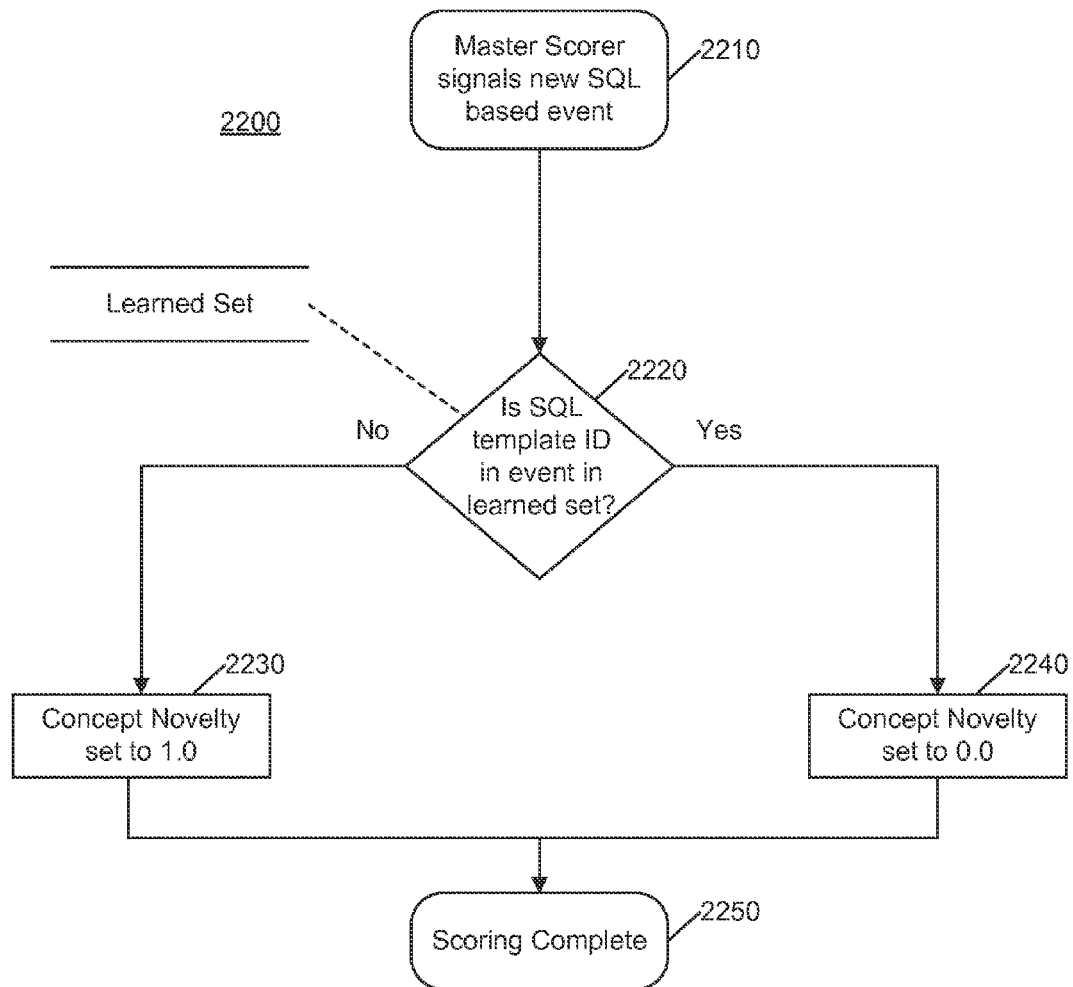 Master Scorer
signals new SQL
based event
2210
2200
Learned Set
2220
Is SQL
template ID
in event in
learned set?
No
Yes
2230
Concept Novelty
set to 1.0
2240
Concept Novelty
set to 0.0
Scoring Complete
2250